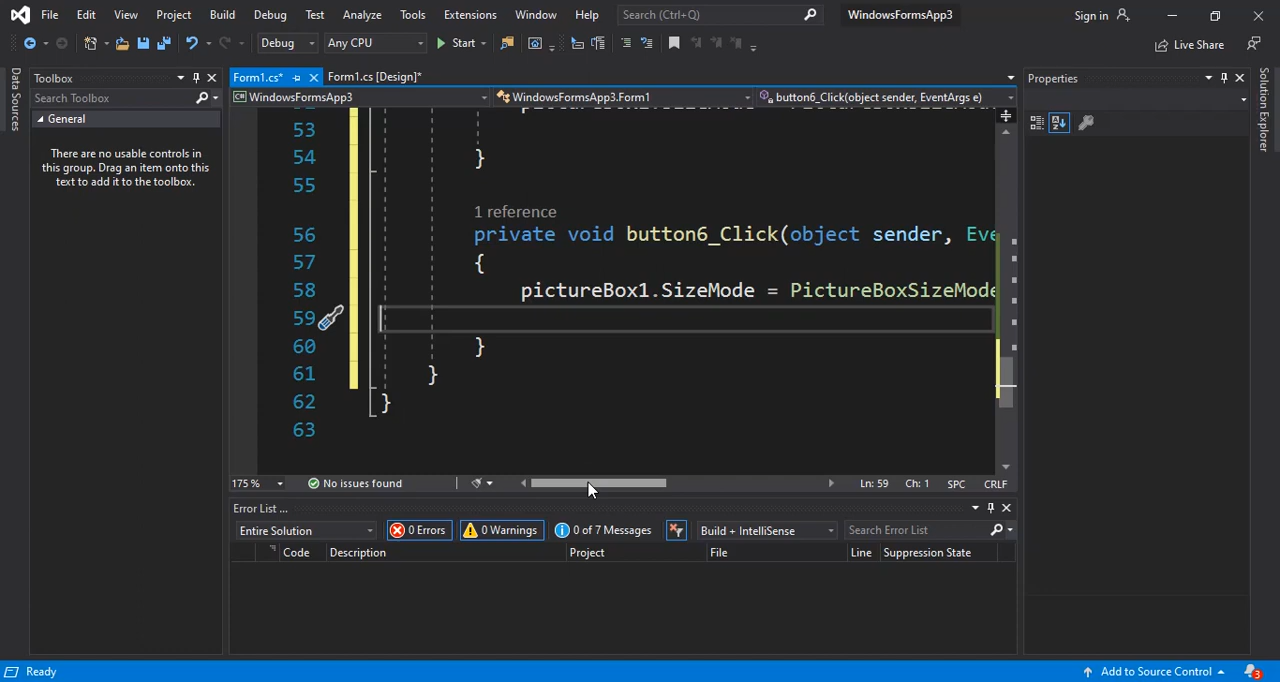 File Edit View Project Build Debug Test Analyze Tools Extensions Window Help Search (Ctrl+Q) WindowsFormsApp3 Sign in
Debug Any CPU Start Live Share
Data Sources
Toolbox
Search Toolbox
General
There are no usable controls in
this group. Drag an item onto this
text to add it to the toolbox.
Form1.cs* Form1.cs [Design]*
WindowsFormsApp3 WindowsFormsApp3.Form1 button6_Click(object sender, EventArgs e)
53
54 }
55
1 reference
56 private void button6_Click(object sender, Eve
57 {
58 pictureBox1.SizeMode = PictureBoxSizeMode
59
60 }
61 }
62 }
63
175 % No issues found Ln: 59 Ch: 1 SPC CRLF
Error List ...
Entire Solution 0 Errors 0 Warnings 0 of 7 Messages Build + IntelliSense Search Error List
Code Description Project File Line Suppression State
Properties
Solution Explorer
Ready Add to Source Control 3